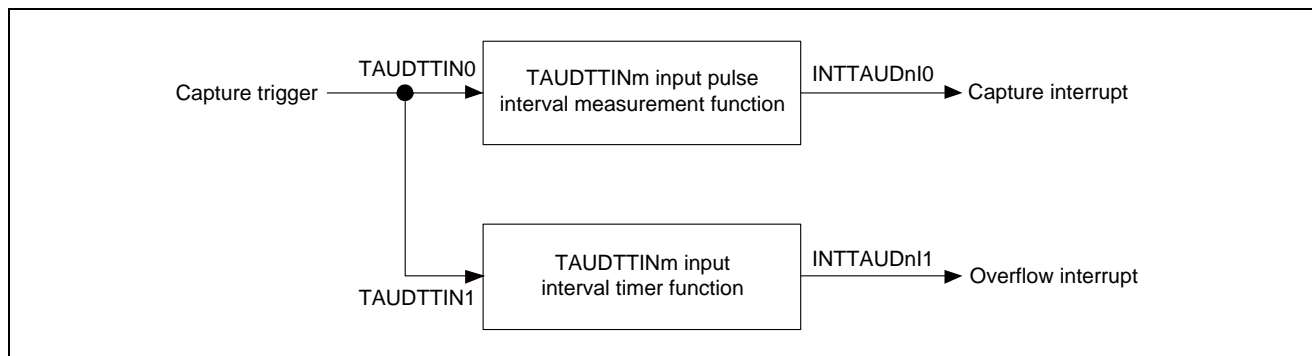 TAUDTTIN0
Capture trigger
TAUDTTINm input pulse
interval measurement function
INTTAUDnI0
Capture interrupt
TAUDTTIN1
TAUDTTINm input
interval timer function
INTTAUDnI1
Overflow interrupt